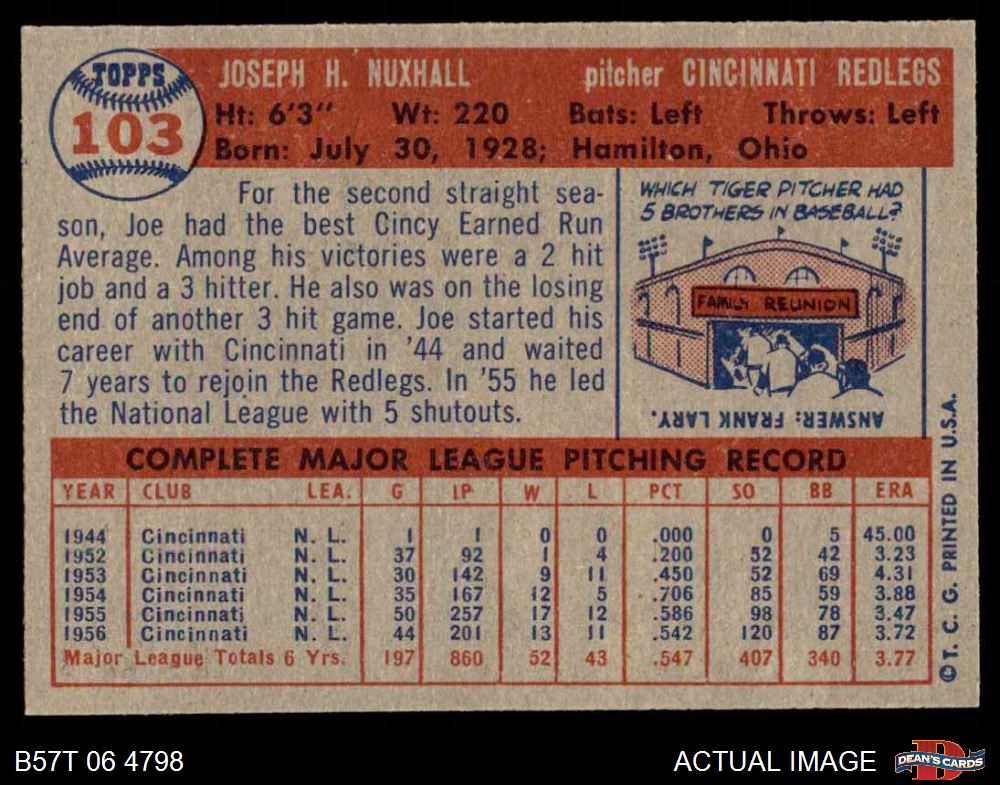 TOPPS
103
JOSEPH H. NUXHALL pitcher CINCINNATI REDLEGS
Ht: 6'3" Wt: 220 Bats: Left Throws: Left
Born: July 30, 1928; Hamilton, Ohio
For the second straight sea-
son, Joe had the best Cincy Earned Run
Average. Among his victories were a 2 hit
job and a 3 hitter. He also was on the losing
end of another 3 hit game. Joe started his
career with Cincinnati in '44 and waited
7 years to rejoin the Redlegs. In '55 he led
the National League with 5 shutouts.
WHICH TIGER PITCHER HAD
5 BROTHERS IN BASEBALL?
FAMILY REUNION
ANSWER: FRANK LARY.
COMPLETE MAJOR LEAGUE PITCHING RECORD
YEAR CLUB LEA. G IP W L PCT SO BB ERA
1944 Cincinnati N. L. 1 1 0 0 .000 0 5 45.00
1952 Cincinnati N. L. 37 92 1 4 .200 52 42 3.23
1953 Cincinnati N. L. 30 142 9 11 .450 52 69 4.31
1954 Cincinnati N. L. 35 167 12 5 .706 85 59 3.88
1955 Cincinnati N. L. 50 257 17 12 .586 98 78 3.47
1956 Cincinnati N. L. 44 201 13 11 .542 120 87 3.72
Major League Totals 6 Yrs. 197 860 52 43 .547 407 340 3.77
© T. C. G. PRINTED IN U.S.A.
B57T 06 4798 ACTUAL IMAGE
D
DEAN'S CARDS